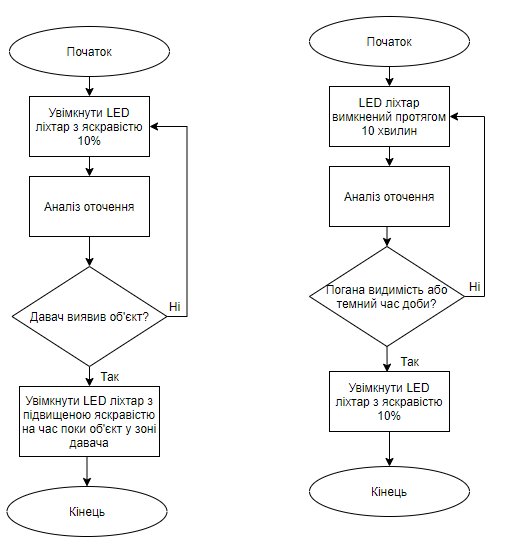 Початок
Увімкнути LED
ліхтар з яскравістю
10%
Аналіз оточення
Давач виявив об'єкт?
Ні
Так
Увімкнути LED ліхтар з
підвищеною яскравістю
на час поки об'єкт у зоні
давача
Кінець
Початок
LED ліхтар
вимкнений протягом
10 хвилин
Аналіз оточення
Погана видимість або
темний час доби?
Ні
Так
Увімкнути LED
ліхтар з яскравістю
10%
Кінець